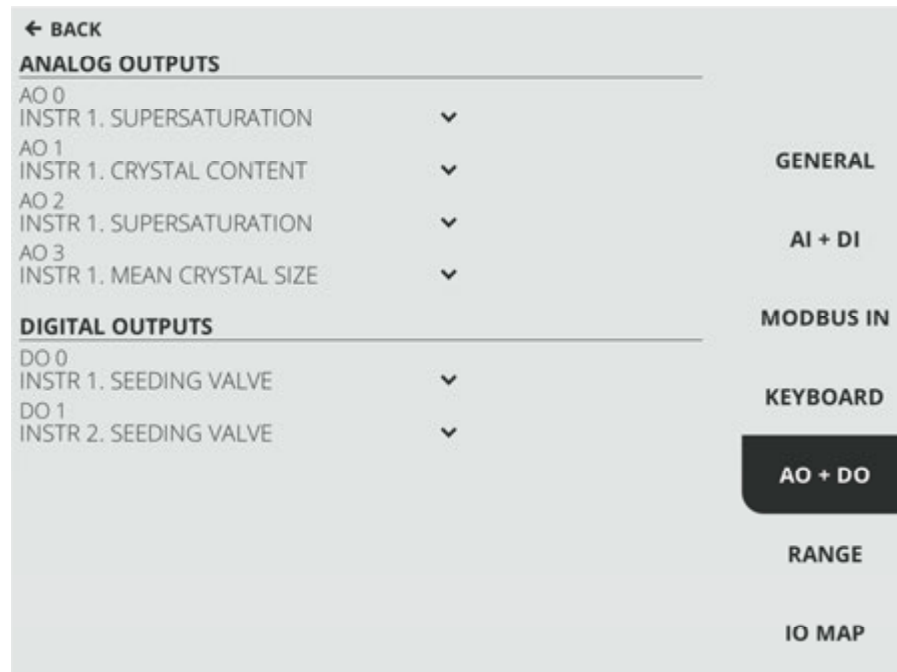 ← BACK
ANALOG OUTPUTS
AO 0
INSTR 1. SUPERSATURATION
AO 1
INSTR 1. CRYSTAL CONTENT
AO 2
INSTR 1. SUPERSATURATION
AO 3
INSTR 1. MEAN CRYSTAL SIZE
DIGITAL OUTPUTS
DO 0
INSTR 1. SEEDING VALVE
DO 1
INSTR 2. SEEDING VALVE
GENERAL
AI + DI
MODBUS IN
KEYBOARD
AO + DO
RANGE
IO MAP